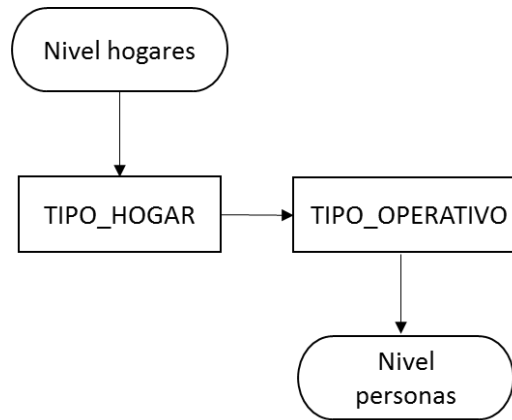 Nivel hogares
TIPO_HOGAR
TIPO_OPERATIVO
Nivel
personas